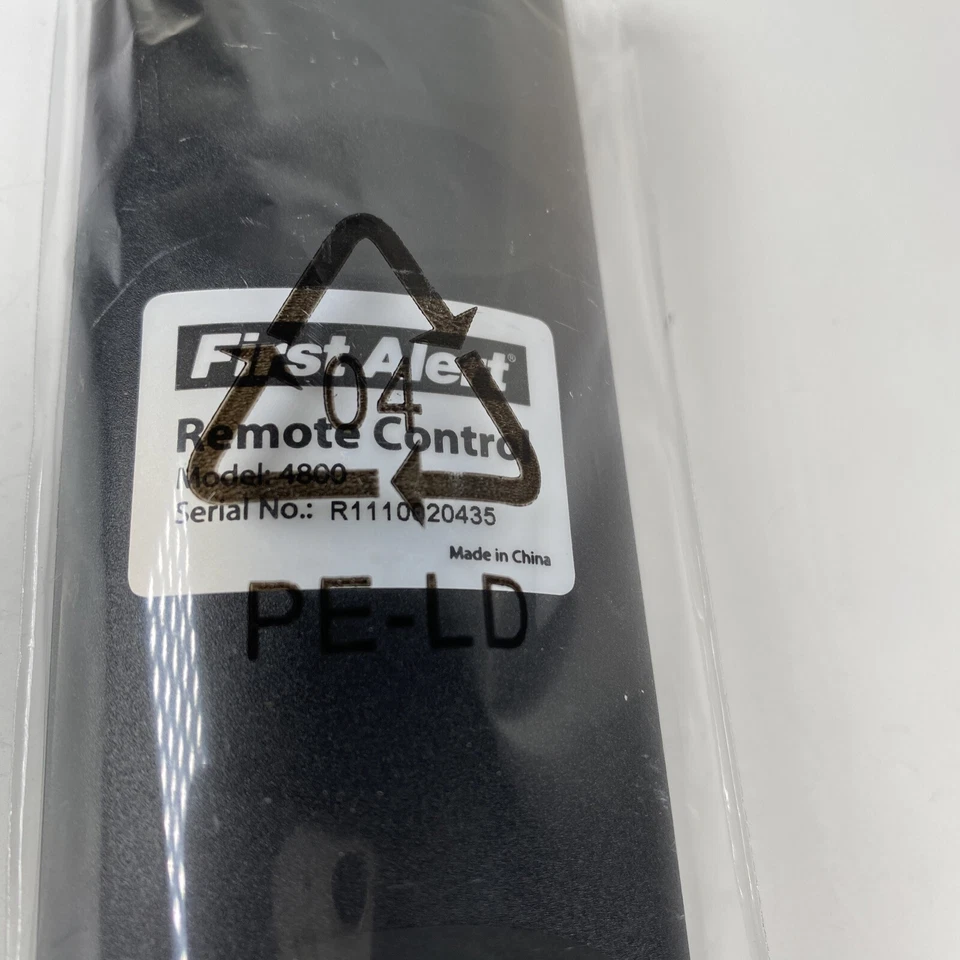 First Alert®
04
Remote Control
Model: 4800
Serial No.: R1110020435
Made in China
PE-LD